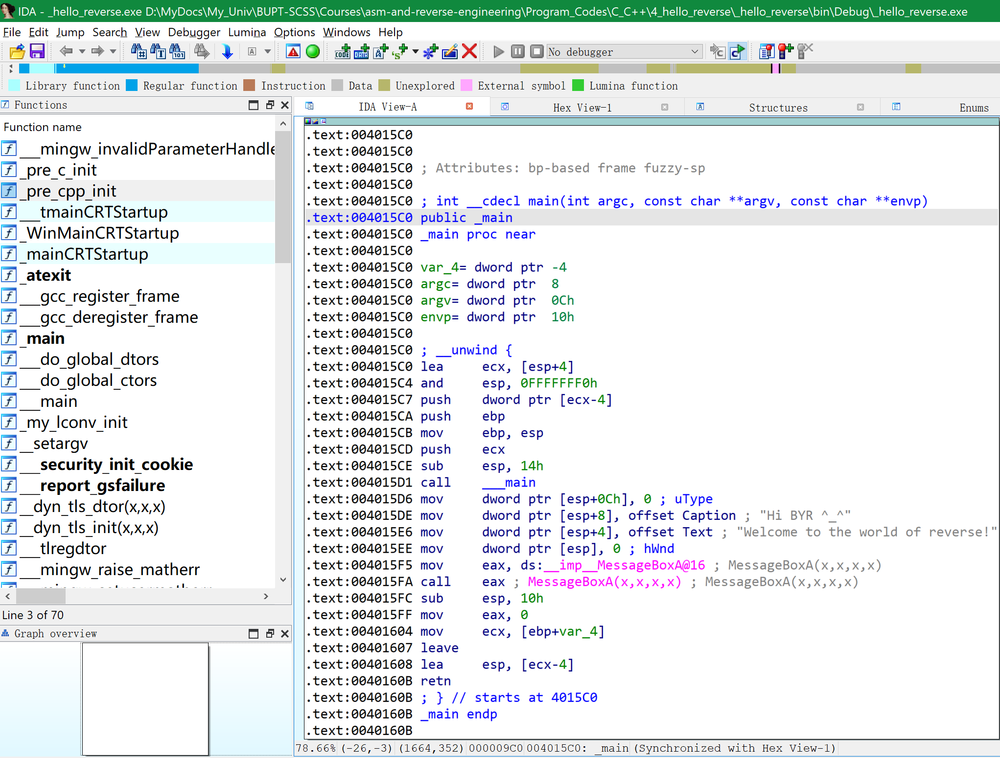 IDA - _hello_reverse.exe D:\MyDocs\My_Univ\BUPT-SCSS\Courses\asm-and-reverse-engineering\Program_Codes\C_C++\4_hello_reverse\_hello_reverse\bin\Debug\_hello_reverse.exe
File Edit Jump Search View Debugger Lumina Options Windows Help
No debugger
Library function Regular function Instruction Data Unexplored External symbol Lumina function
Functions
Function name
___mingw_invalidParameterHandle
_pre_c_init
_pre_cpp_init
___tmainCRTStartup
_WinMainCRTStartup
_mainCRTStartup
_atexit
___gcc_register_frame
___gcc_deregister_frame
_main
___do_global_dtors
___do_global_ctors
___main
_my_lconv_init
__setargv
___security_init_cookie
___report_gsfailure
__dyn_tls_dtor(x,x,x)
__dyn_tls_init(x,x,x)
___tlregdtor
___mingw_raise_matherr
Line 3 of 70
Graph overview
IDA View-A Hex View-1 Structures Enums
.text:004015C0
.text:004015C0
.text:004015C0 ; Attributes: bp-based frame fuzzy-sp
.text:004015C0
.text:004015C0 ; int __cdecl main(int argc, const char **argv, const char **envp)
.text:004015C0 public _main
.text:004015C0 _main proc near
.text:004015C0
.text:004015C0 var_4= dword ptr -4
.text:004015C0 argc= dword ptr  8
.text:004015C0 argv= dword ptr  0Ch
.text:004015C0 envp= dword ptr  10h
.text:004015C0
.text:004015C0 ; __unwind {
.text:004015C0 lea     ecx, [esp+4]
.text:004015C4 and     esp, 0FFFFFFF0h
.text:004015C7 push    dword ptr [ecx-4]
.text:004015CA push    ebp
.text:004015CB mov     ebp, esp
.text:004015CD push    ecx
.text:004015CE sub     esp, 14h
.text:004015D1 call    ___main
.text:004015D6 mov     dword ptr [esp+0Ch], 0 ; uType
.text:004015DE mov     dword ptr [esp+8], offset Caption ; "Hi BYR ^_^"
.text:004015E6 mov     dword ptr [esp+4], offset Text ; "Welcome to the world of reverse!"
.text:004015EE mov     dword ptr [esp], 0 ; hWnd
.text:004015F5 mov     eax, ds:__imp__MessageBoxA@16 ; MessageBoxA(x,x,x,x)
.text:004015FA call    eax ; MessageBoxA(x,x,x,x) ; MessageBoxA(x,x,x,x)
.text:004015FC sub     esp, 10h
.text:004015FF mov     eax, 0
.text:00401604 mov     ecx, [ebp+var_4]
.text:00401607 leave
.text:00401608 lea     esp, [ecx-4]
.text:0040160B retn
.text:0040160B ; } // starts at 4015C0
.text:0040160B _main endp
.text:0040160B
78.66% (-26,-3) (1664,352) 000009C0 004015C0: _main (Synchronized with Hex View-1)